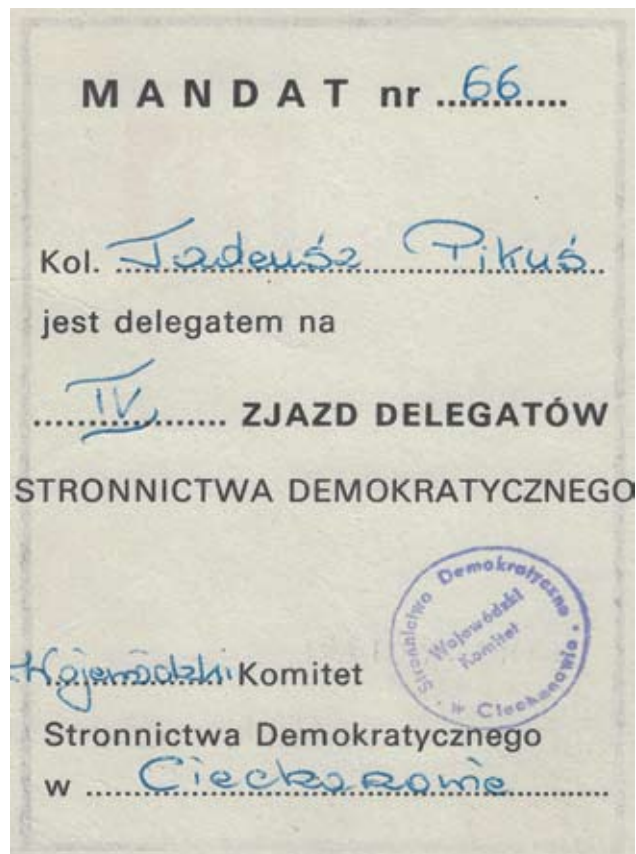 MANDAT nr 66
Kol. Tadeusz Pikuś
jest delegatem na
IV ZJAZD DELEGATÓW
STRONNICTWA DEMOKRATYCZNEGO
Stronnictwo Demokratyczne • w Ciechanowie •
Wojewódzki
Komitet
Wojewódzki Komitet
Stronnictwa Demokratycznego
w Ciechanowie